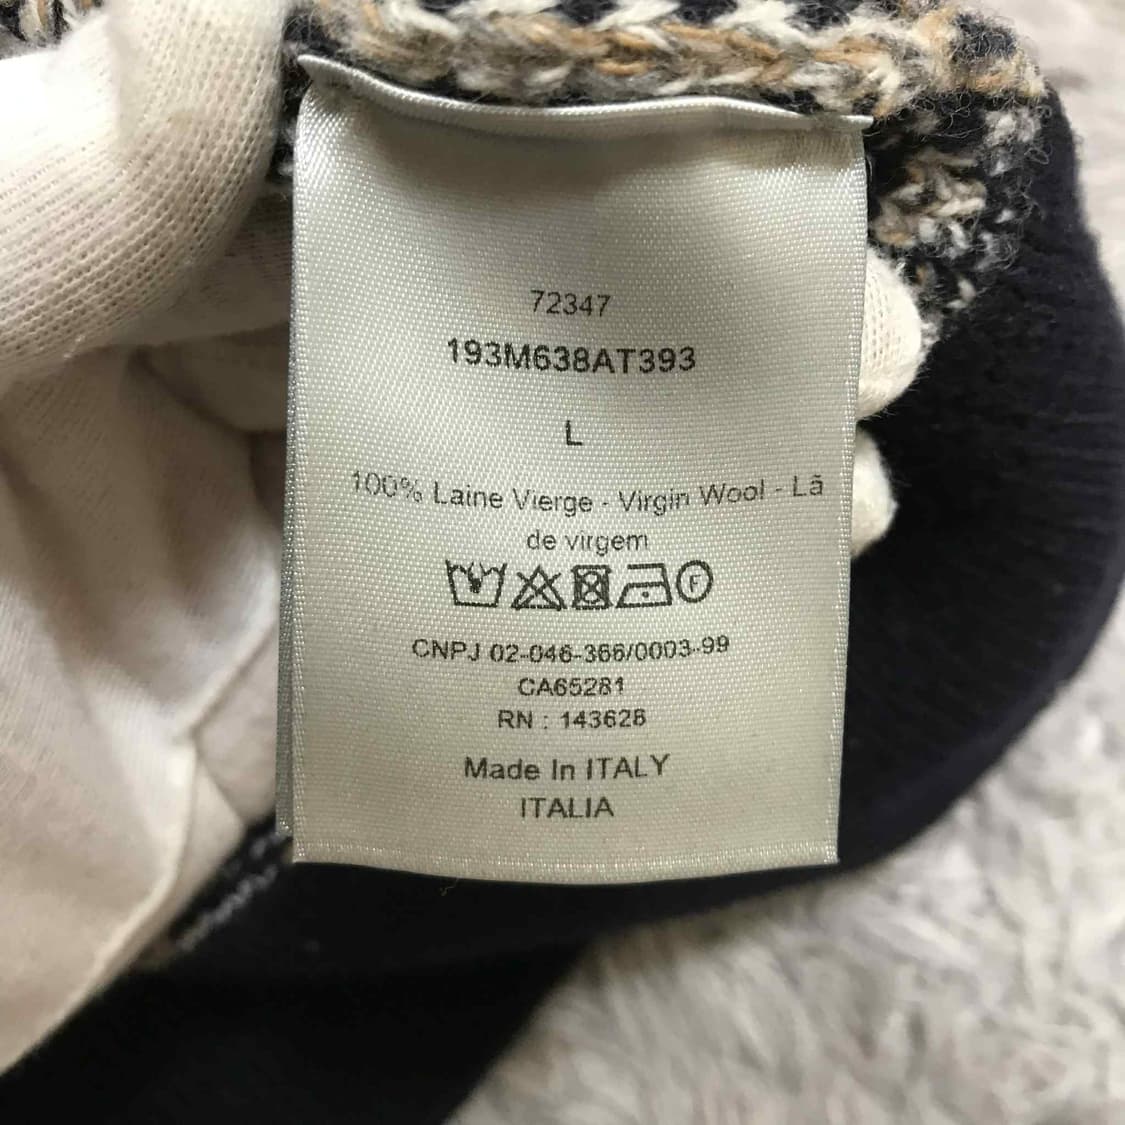 72347
193M638AT393
L
100% Laine Vierge - Virgin Wool - Lã
de virgem
F
CNPJ 02-046-366/0003-99
CA65281
RN : 143628
Made In ITALY
ITALIA